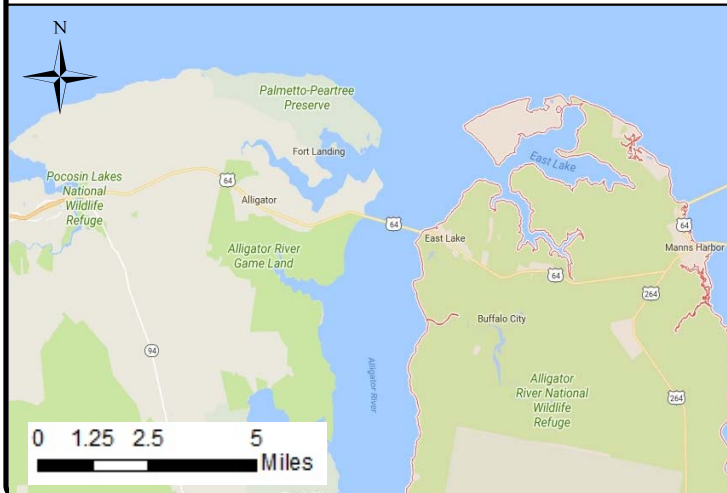 N
Palmetto-Peartree
Preserve
Fort Landing
East Lake
Pocosin Lakes
National
Wildlife
Refuge
64
Alligator
64
64
East Lake
Manns Harbor
Alligator River
Game Land
64
264
Buffalo City
94
Alligator River
Alligator
River National
Wildlife
Refuge
264
0 1.25 2.5 5
Miles